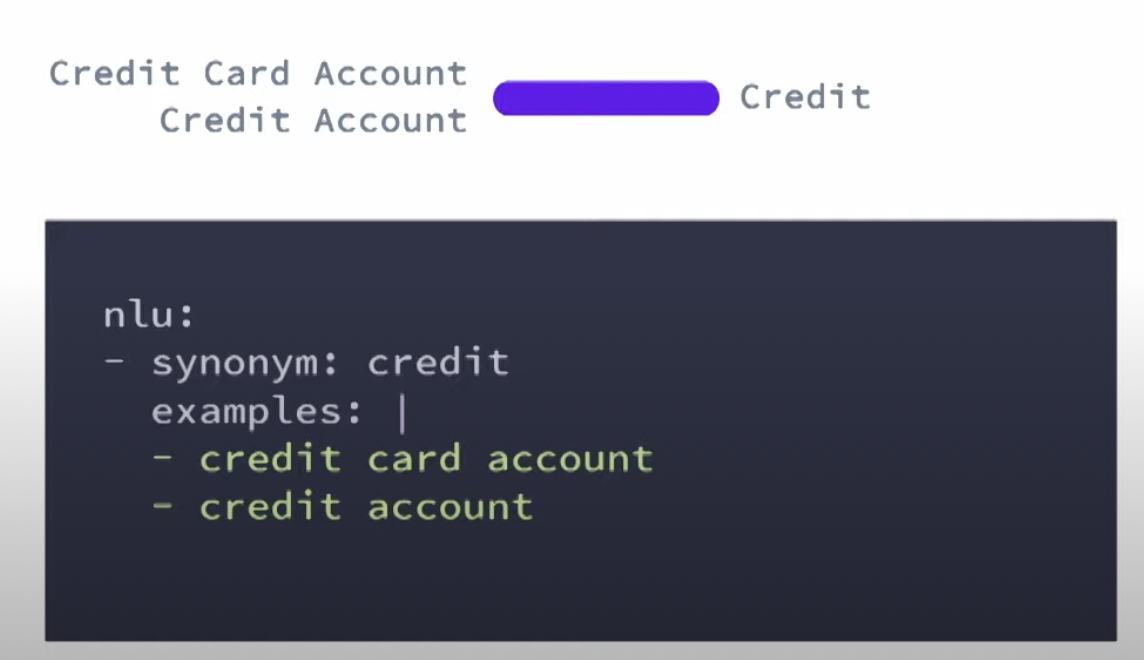 Credit Card Account
Credit Account
Credit
nlu:
- synonym: credit
examples: |
- credit card account
- credit account